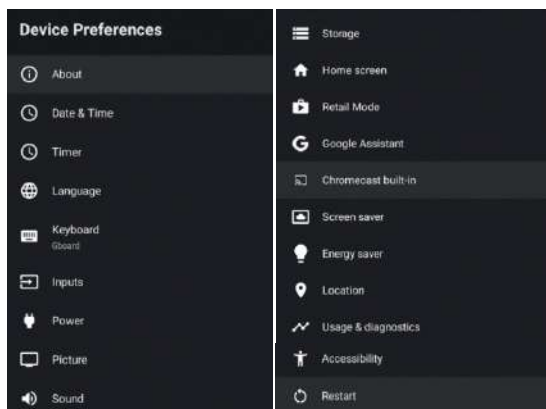 Device Preferences
About
Date & Time
Timer
Language
Keyboard
Gboard
Inputs
Power
Picture
Sound
Storage
Home screen
Retail Mode
Google Assistant
Chromecast built-in
Screen saver
Energy saver
Location
Usage & diagnostics
Accessibility
Restart